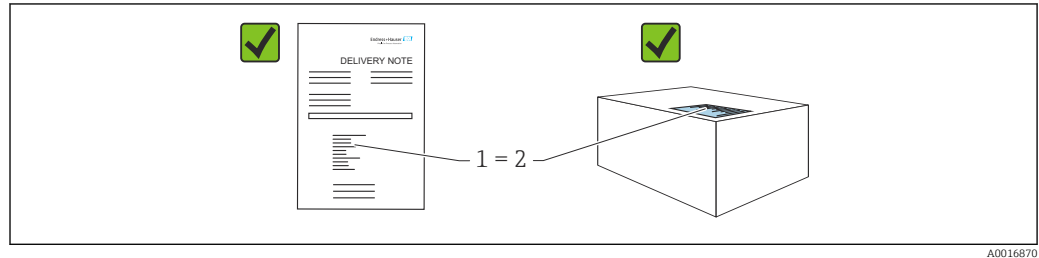 Endress+Hauser
DELIVERY NOTE
1 = 2
A0016870